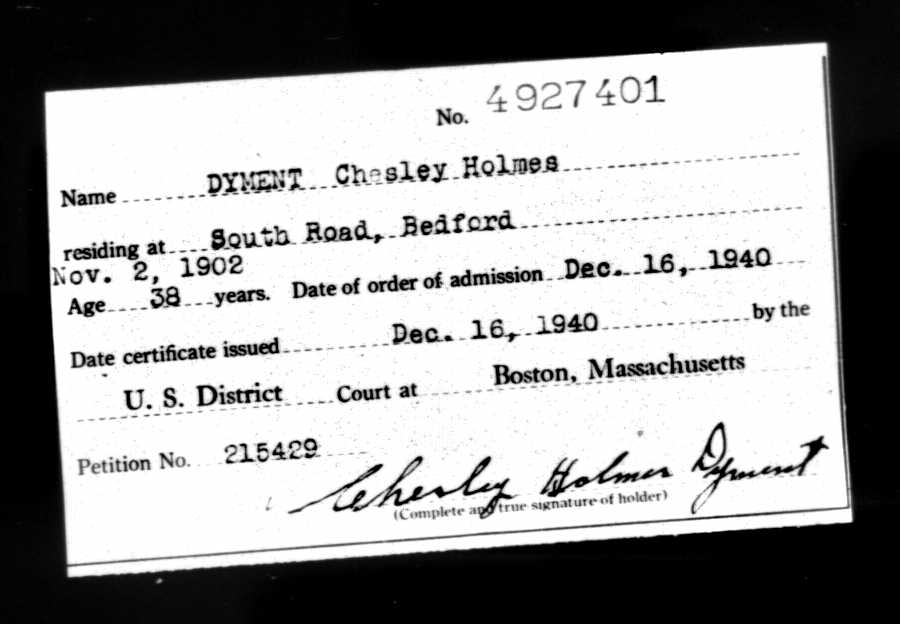 No. 4927401
Name DYMENT Chesley Holmes
residing at South Road, Bedford
Nov. 2, 1902
Age 38 years. Date of order of admission Dec. 16, 1940
Date certificate issued Dec. 16, 1940 by the
U. S. District Court at Boston, Massachusetts
Petition No. 215429
Chesley Holmes Dyment
(Complete and true signature of holder)